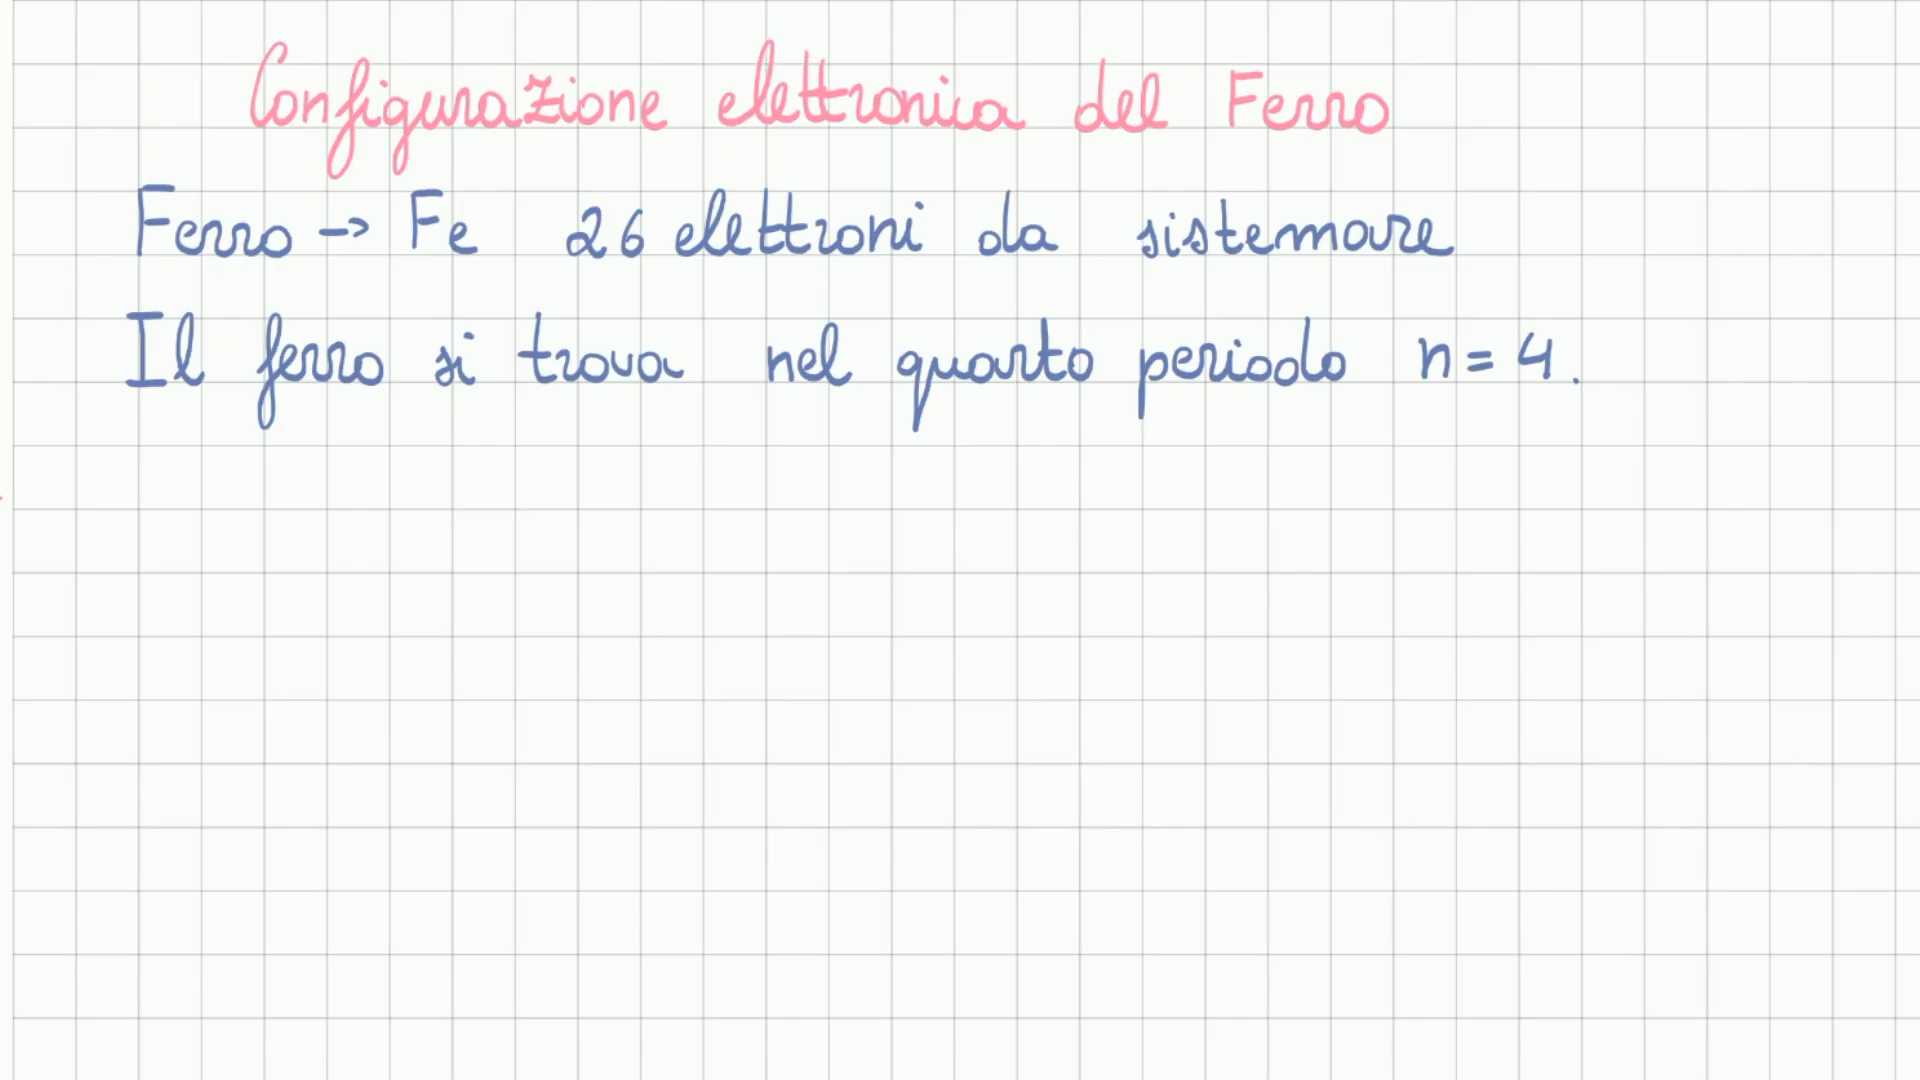 Configurazione elettronica del Ferro
Ferro -> Fe 26 elettroni da sistemare
Il ferro si trova nel quarto periodo n = 4.